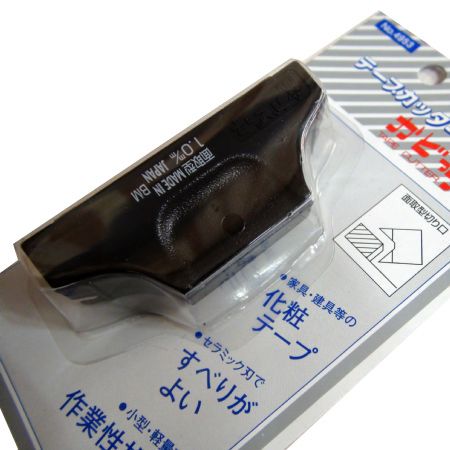 No.4953
テープカッター
面取型切り口
1.0m/m JAPAN
面取型 MADE IN BM
●家具・建具等の
化粧
テープ
●セラミック刃で
すべりが
よい
●小型・軽量
作業性